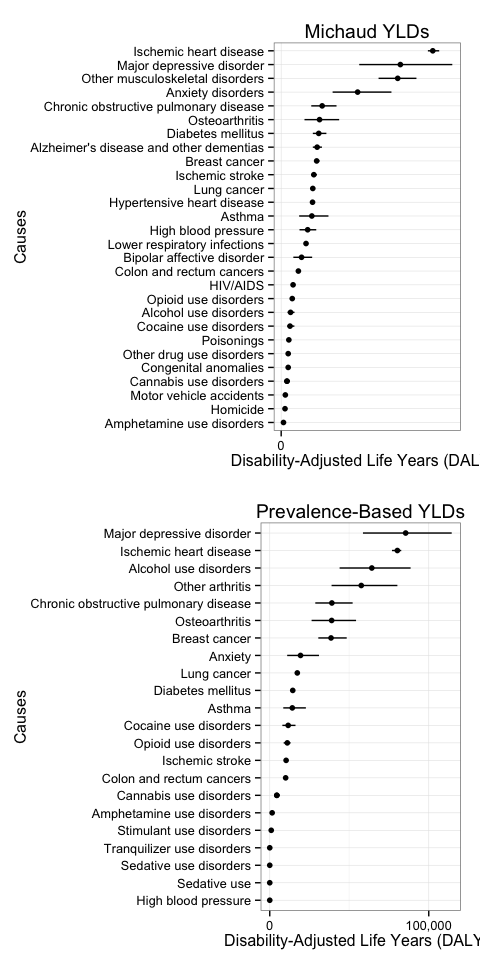 Michaud YLDs
Causes
Ischemic heart disease
Major depressive disorder
Other musculoskeletal disorders
Anxiety disorders
Chronic obstructive pulmonary disease
Osteoarthritis
Diabetes mellitus
Alzheimer's disease and other dementias
Breast cancer
Ischemic stroke
Lung cancer
Hypertensive heart disease
Asthma
High blood pressure
Lower respiratory infections
Bipolar affective disorder
Colon and rectum cancers
HIV/AIDS
Opioid use disorders
Alcohol use disorders
Cocaine use disorders
Poisonings
Other drug use disorders
Congenital anomalies
Cannabis use disorders
Motor vehicle accidents
Homicide
Amphetamine use disorders
0
Disability-Adjusted Life Years (DAL
Prevalence-Based YLDs
Causes
Major depressive disorder
Ischemic heart disease
Alcohol use disorders
Other arthritis
Chronic obstructive pulmonary disease
Osteoarthritis
Breast cancer
Anxiety
Lung cancer
Diabetes mellitus
Asthma
Cocaine use disorders
Opioid use disorders
Ischemic stroke
Colon and rectum cancers
Cannabis use disorders
Amphetamine use disorders
Stimulant use disorders
Tranquilizer use disorders
Sedative use disorders
Sedative use
High blood pressure
0 100,000
Disability-Adjusted Life Years (DALY